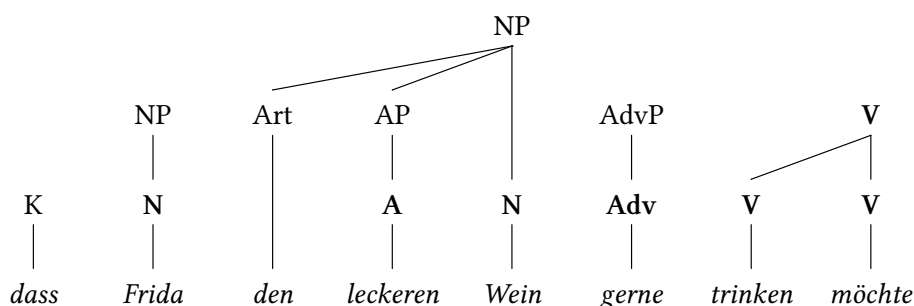 NP
NP Art AP AdvP V
K N A N Adv V V
dass Frida den leckeren Wein gerne trinken möchte